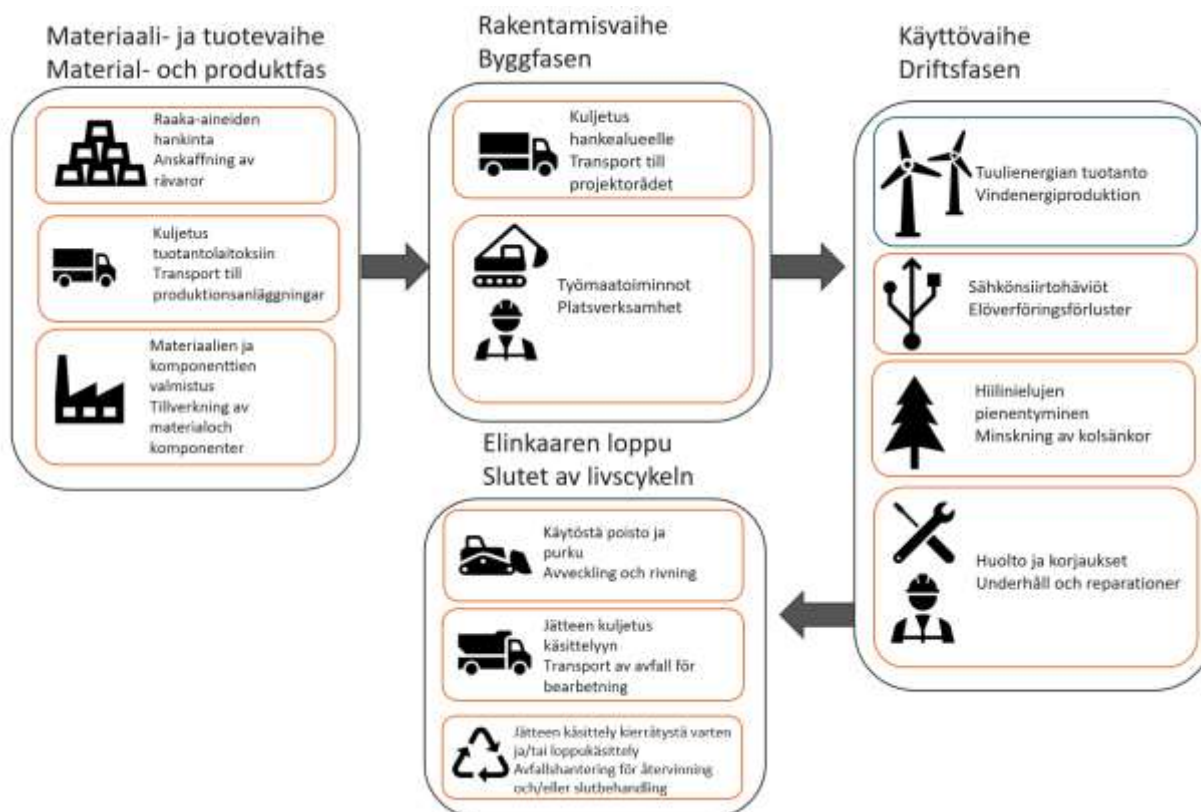 Materiaali- ja tuotevaihe
Material- och produktfas
Raaka-aineiden
hankinta
Anskaffning av
råvaror
Kuljetus
tuotantolaitoksiin
Transport till
produktionsanläggningar
Materiaalien ja
komponenttien
valmistus
Tillverkning av
materialoch
komponenter
Rakentamisvaihe
Byggfasen
Kuljetus
hankealueelle
Transport till
projektorådet
Työmaatoiminnot
Platsverksamhet
Käyttövaihe
Driftsfasen
Tuulienergian tuotanto
Vindenergiproduktion
Sähkönsiirtohäviöt
Elöverföringsförluster
Hiilinielujen
pienentyminen
Minskning av kolsänkor
Huolto ja korjaukset
Underhåll och reparationer
Elinkaaren loppu
Slutet av livscykeln
Käytöstä poisto ja
purku
Avveckling och rivning
Jätteen kuljetus
käsittelyyn
Transport av avfall för
bearbetning
Jätteen käsittely kierrätystä varten
ja/tai loppukäsittely
Avfallshantering för återvinning
och/eller slutbehandling